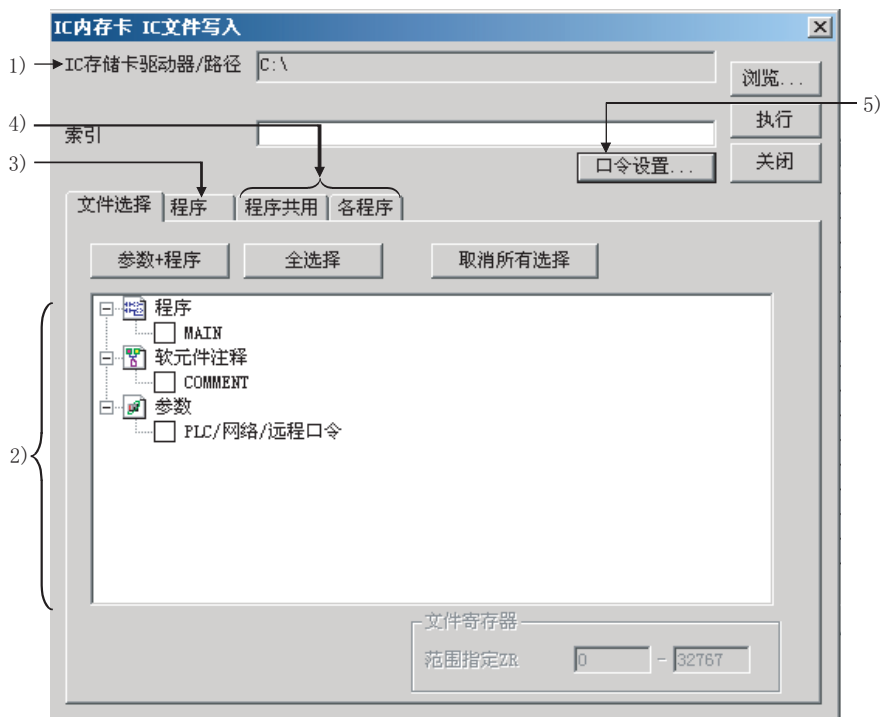 IC内存卡 IC文件写入
1) IC存储卡驱动器/路径 C:\
浏览...
5)
4)
索引
执行
3)
口令设置...
关闭
文件选择 程序 程序共用 各程序
参数+程序 全选择 取消所有选择
程序
MAIN
软元件注释
COMMENT
参数
PLC/网络/远程口令
2)
文件寄存器
范围指定ZR 0 - 32767